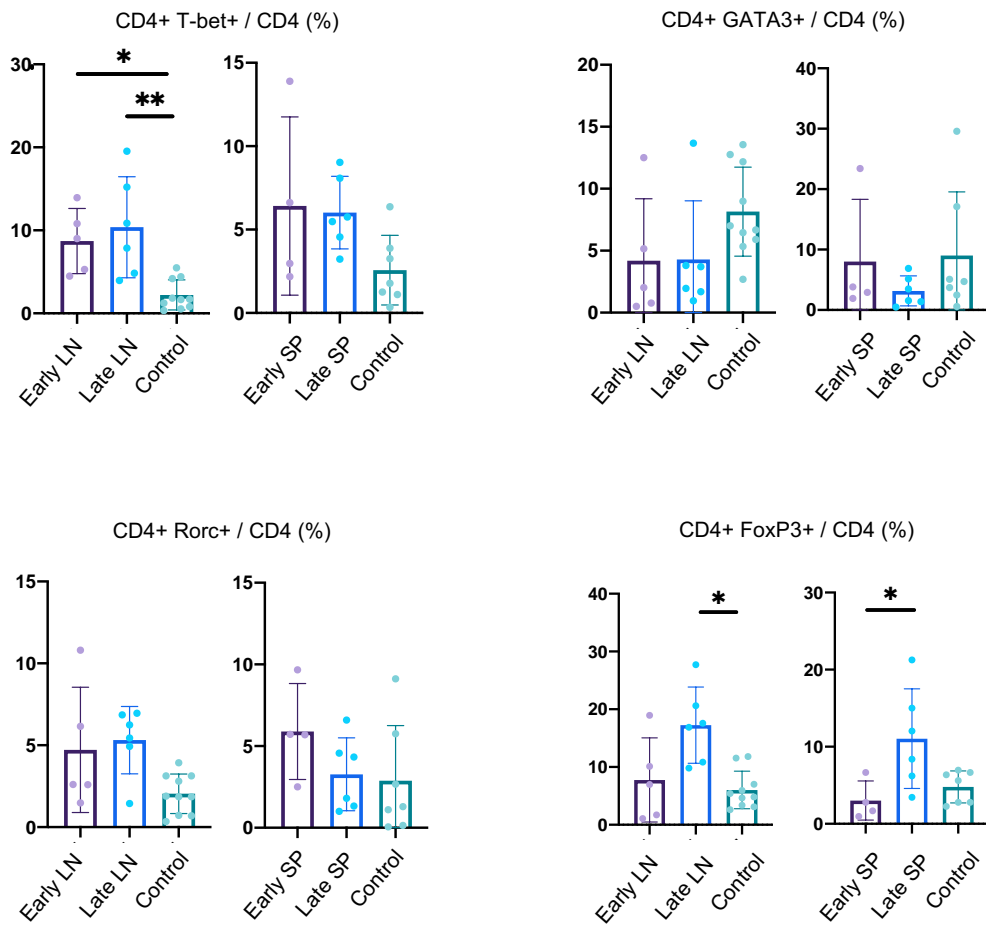 CD4+ T-bet+ / CD4 (%)
CD4+ GATA3+ / CD4 (%)
30
20
10
0
*
**
Early LN
Late LN
Control
15
10
5
0
Early SP
Late SP
Control
20
15
10
5
0
Early LN
Late LN
Control
40
30
20
10
0
Early SP
Late SP
Control
CD4+ Rorc+ / CD4 (%)
CD4+ FoxP3+ / CD4 (%)
15
10
5
0
Early LN
Late LN
Control
15
10
5
0
Early SP
Late SP
Control
40
30
20
10
0
*
Early LN
Late LN
Control
30
20
10
0
*
Early SP
Late SP
Control